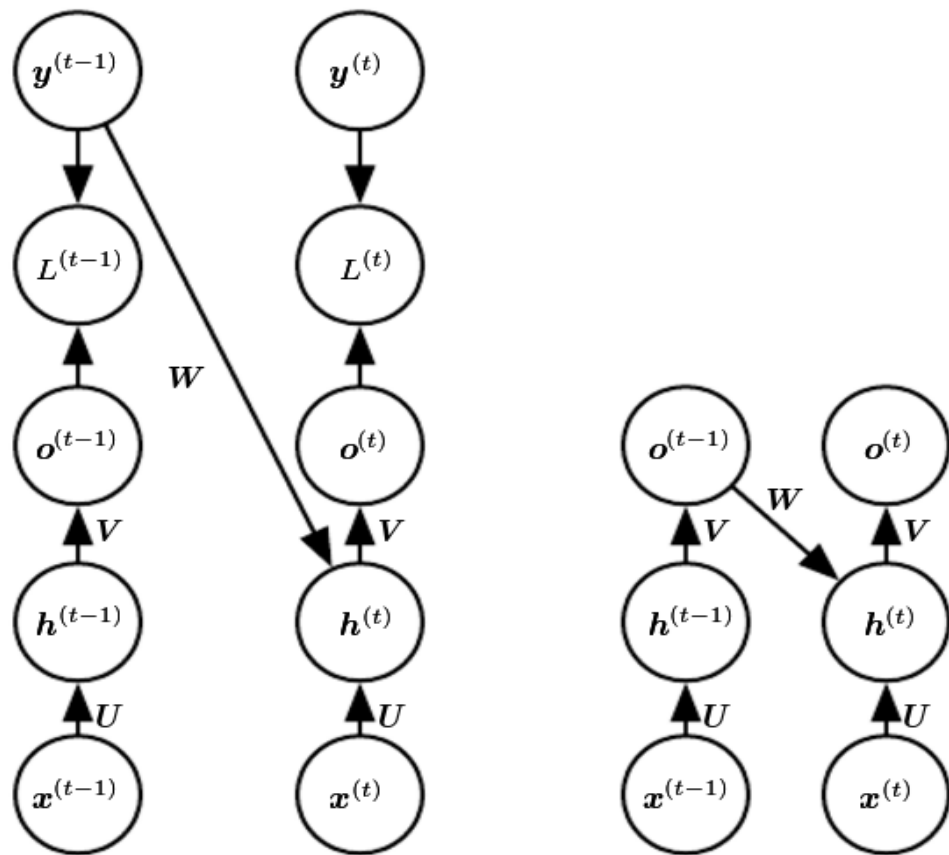 y^{(t−1)} y^{(t)}
L^{(t−1)} L^{(t)}
W
o^{(t−1)} o^{(t)} o^{(t−1)} o^{(t)}
W
V V V V
h^{(t−1)} h^{(t)} h^{(t−1)} h^{(t)}
U U U U
x^{(t−1)} x^{(t)} x^{(t−1)} x^{(t)}